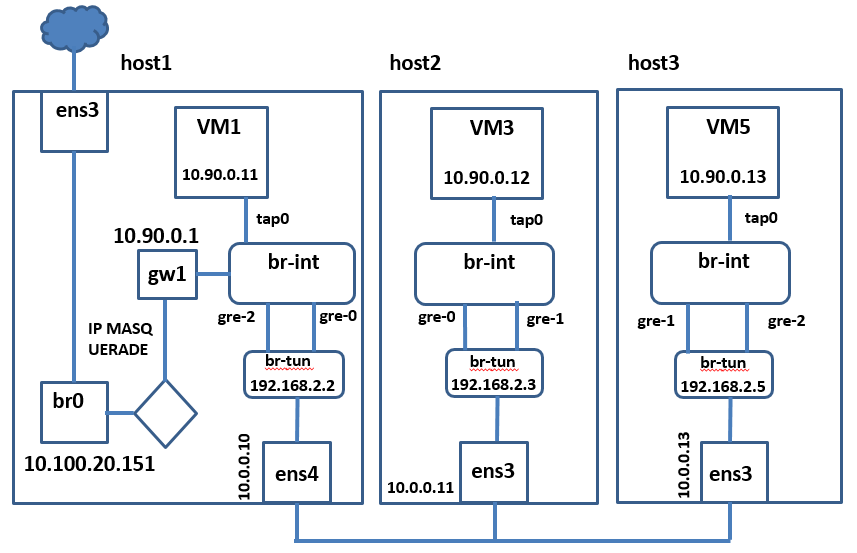 host1
host2
host3
ens3
VM1
10.90.0.11
VM3
10.90.0.12
VM5
10.90.0.13
tap0
tap0
tap0
10.90.0.1
gw1
br-int
br-int
br-int
gre-2
gre-0
gre-0
gre-1
gre-1
gre-2
IP MASQ
UERADE
br-tun
192.168.2.2
br-tun
192.168.2.3
br-tun
192.168.2.5
br0
10.100.20.151
10.0.0.10
ens4
10.0.0.11
ens3
10.0.0.13
ens3